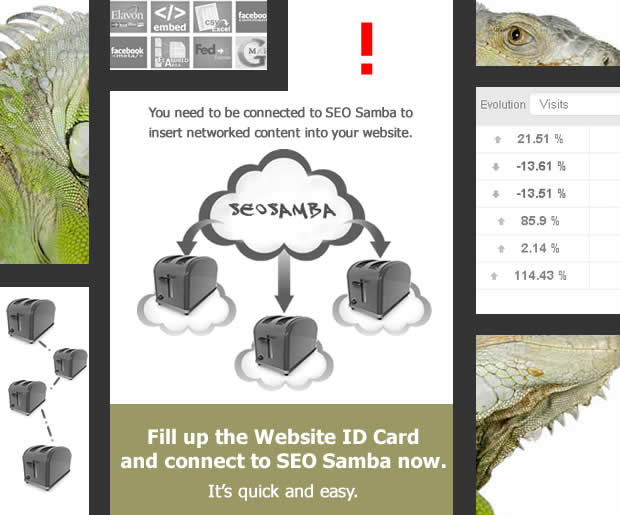 Elavon
</>
embed
CSV
Excel
facebook
facebook
<meta/>
Fed
!
You need to be connected to SEO Samba to
insert networked content into your website.
SEOSAMBA
Fill up the Website ID Card
and connect to SEO Samba now.
It's quick and easy.
Evolution
Visits
21.51 %
-13.61 %
-13.51 %
85.9 %
2.14 %
114.43 %